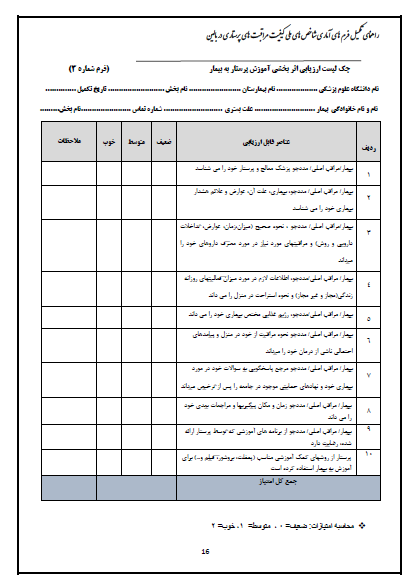 راهنمای تکمیل فرم های آماری شاخص های ملی کیفیت مراقبت های پرستاری در بالین
چک لیست ارزیابی اثر بخشی آموزش پرستار به بیمار (فرم شماره ۳)
نام دانشگاه علوم پزشکی .................. نام بیمارستان ...................... نام بخش ........................ تاریخ تکمیل .............
نام و نام خانوادگی بیمار ...................... علت بستری .......................... شماره تماس ......................نام بخش.........
ردیف عناصر قابل ارزیابی ضعیف متوسط خوب ملاحظات
۱ بیمار/مراقب اصلی/ مددجو پزشک معالج و پرستار خود را می شناسد
۲ بیمار/ مراقب اصلی/ مددجو، بیماری، علت آن، عوارض و علائم هشدار
بیماری خود را می شناسد
۳ بیمار/ مراقب اصلی/ مددجو ، نحوه صحیح (میزان،زمان، عوارض، تداخلات
دارویی و روش) و مراقبتهای مورد نیاز در مورد مصرف داروهای خود را
میداند
۴ بیمار/ مراقب اصلی/ مددجو، اطلاعات لازم در مورد میزان فعالیتهای روزانه
زندگی(مجاز و غیر مجاز) و نحوه استراحت در منزل را می داند
۵ بیمار/ مراقب اصلی/ مددجو، رژیم غذایی مختص بیماری خود را می داند
۶ بیمار/ مراقب اصلی/ مددجو نحوه مراقبت از خود در منزل و پیامدهای
احتمالی ناشی از درمان خود را میداند
۷ بیمار/ مراقب اصلی/ مددجو مرجع پاسخگویی به سوالات خود در مورد
بیماری خود و نهادهای حمایتی موجود در جامعه را پس از ترخیص میداند
۸ بیمار/ مراقب اصلی/ مددجو زمان و مکان پیگیریها و مراجعات بعدی خود
را می داند
۹ بیمار/ مراقب اصلی/ مددجو از برنامه های آموزشی که توسط پرستار ارائه
شده، رضایت دارد
۱۰ پرستار از روشهای کمک آموزشی مناسب (پمفلت، بروشور، فیلم و..) برای
آموزش به بیمار استفاده کرده است
جمع کل امتیاز
❖ محاسبه امتیازات: ضعیف= ۰ ، متوسط= ۱، خوب= ۲
16